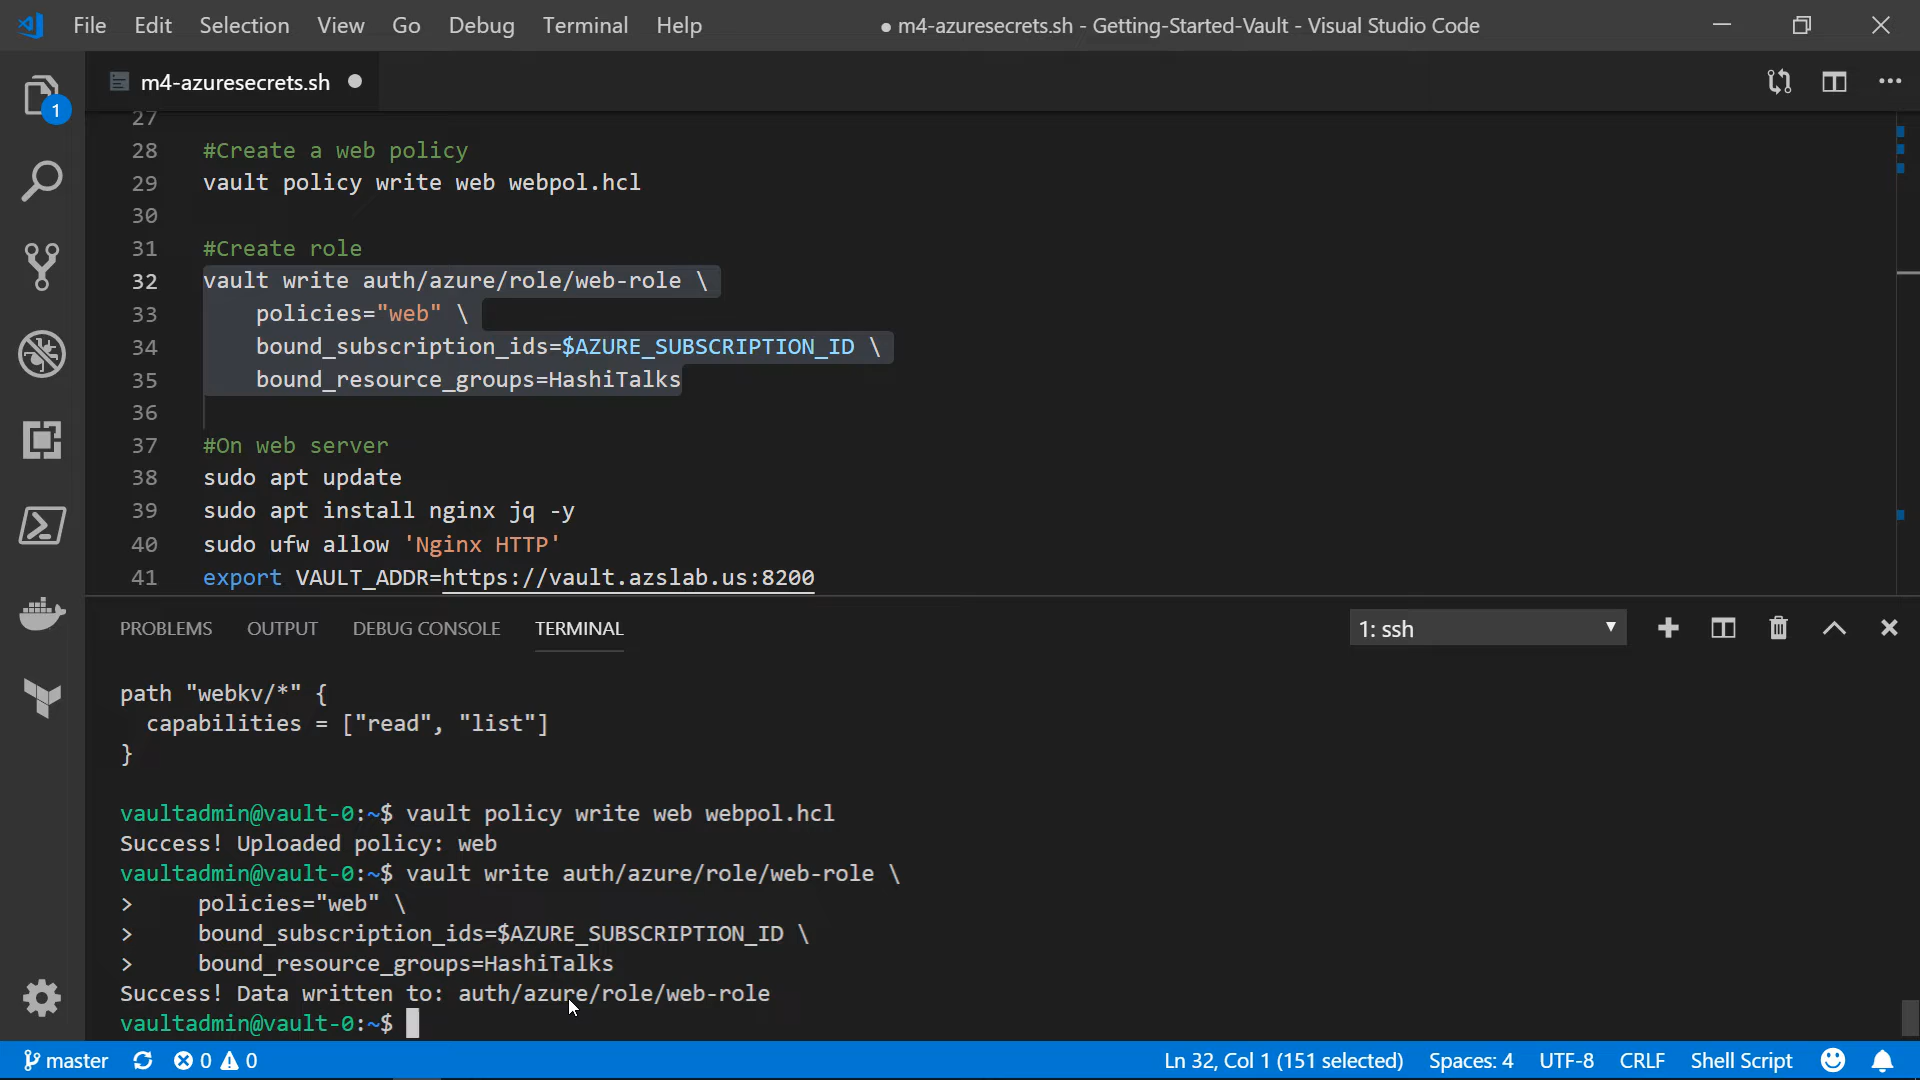 File Edit Selection View Go Debug Terminal Help
● m4-azuresecrets.sh - Getting-Started-Vault - Visual Studio Code
1
m4-azuresecrets.sh
27
28 #Create a web policy
29 vault policy write web webpol.hcl
30
31 #Create role
32 vault write auth/azure/role/web-role \
33     policies="web" \
34     bound_subscription_ids=$AZURE_SUBSCRIPTION_ID \
35     bound_resource_groups=HashiTalks
36
37 #On web server
38 sudo apt update
39 sudo apt install nginx jq -y
40 sudo ufw allow 'Nginx HTTP'
41 export VAULT_ADDR=https://vault.azslab.us:8200
PROBLEMS OUTPUT DEBUG CONSOLE TERMINAL
1: ssh
path "webkv/*" {
  capabilities = ["read", "list"]
}
vaultadmin@vault-0:~$ vault policy write web webpol.hcl
Success! Uploaded policy: web
vaultadmin@vault-0:~$ vault write auth/azure/role/web-role \
>     policies="web" \
>     bound_subscription_ids=$AZURE_SUBSCRIPTION_ID \
>     bound_resource_groups=HashiTalks
Success! Data written to: auth/azure/role/web-role
vaultadmin@vault-0:~$
master 0 0
Ln 32, Col 1 (151 selected) Spaces: 4 UTF-8 CRLF Shell Script